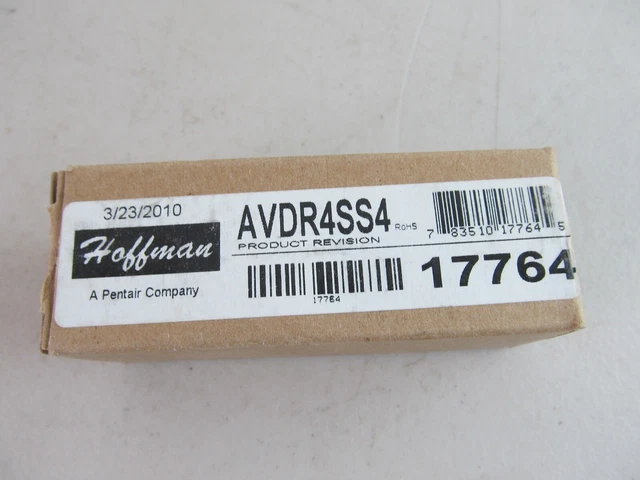 3/23/2010
Hoffman
A Pentair Company
AVDR4SS4 RoHS
PRODUCT REVISION
17764
7 83510 17764 5
17764